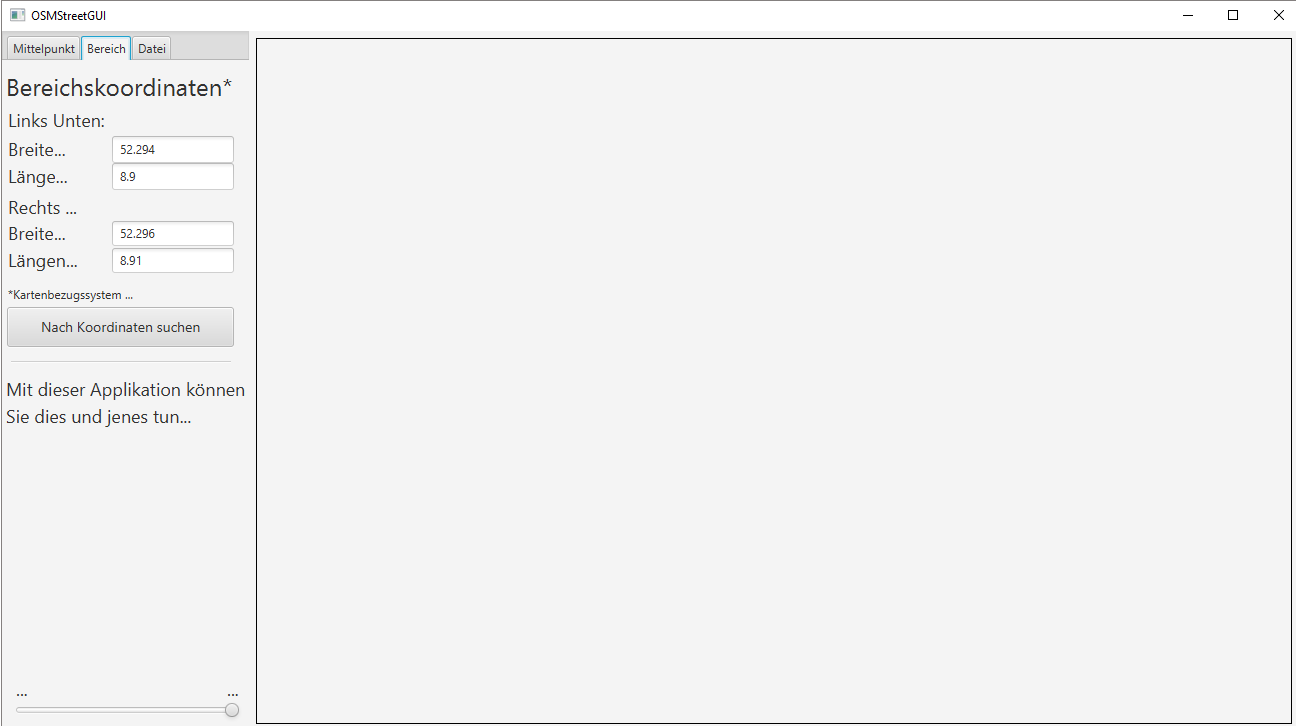 OSMStreetGUI
Mittelpunkt Bereich Datei
Bereichskoordinaten*
Links Unten:
Breite... 52.294
Länge... 8.9
Rechts ...
Breite... 52.296
Längen... 8.91
*Kartenbezugssystem ...
Nach Koordinaten suchen
Mit dieser Applikation können
Sie dies und jenes tun...
... ...